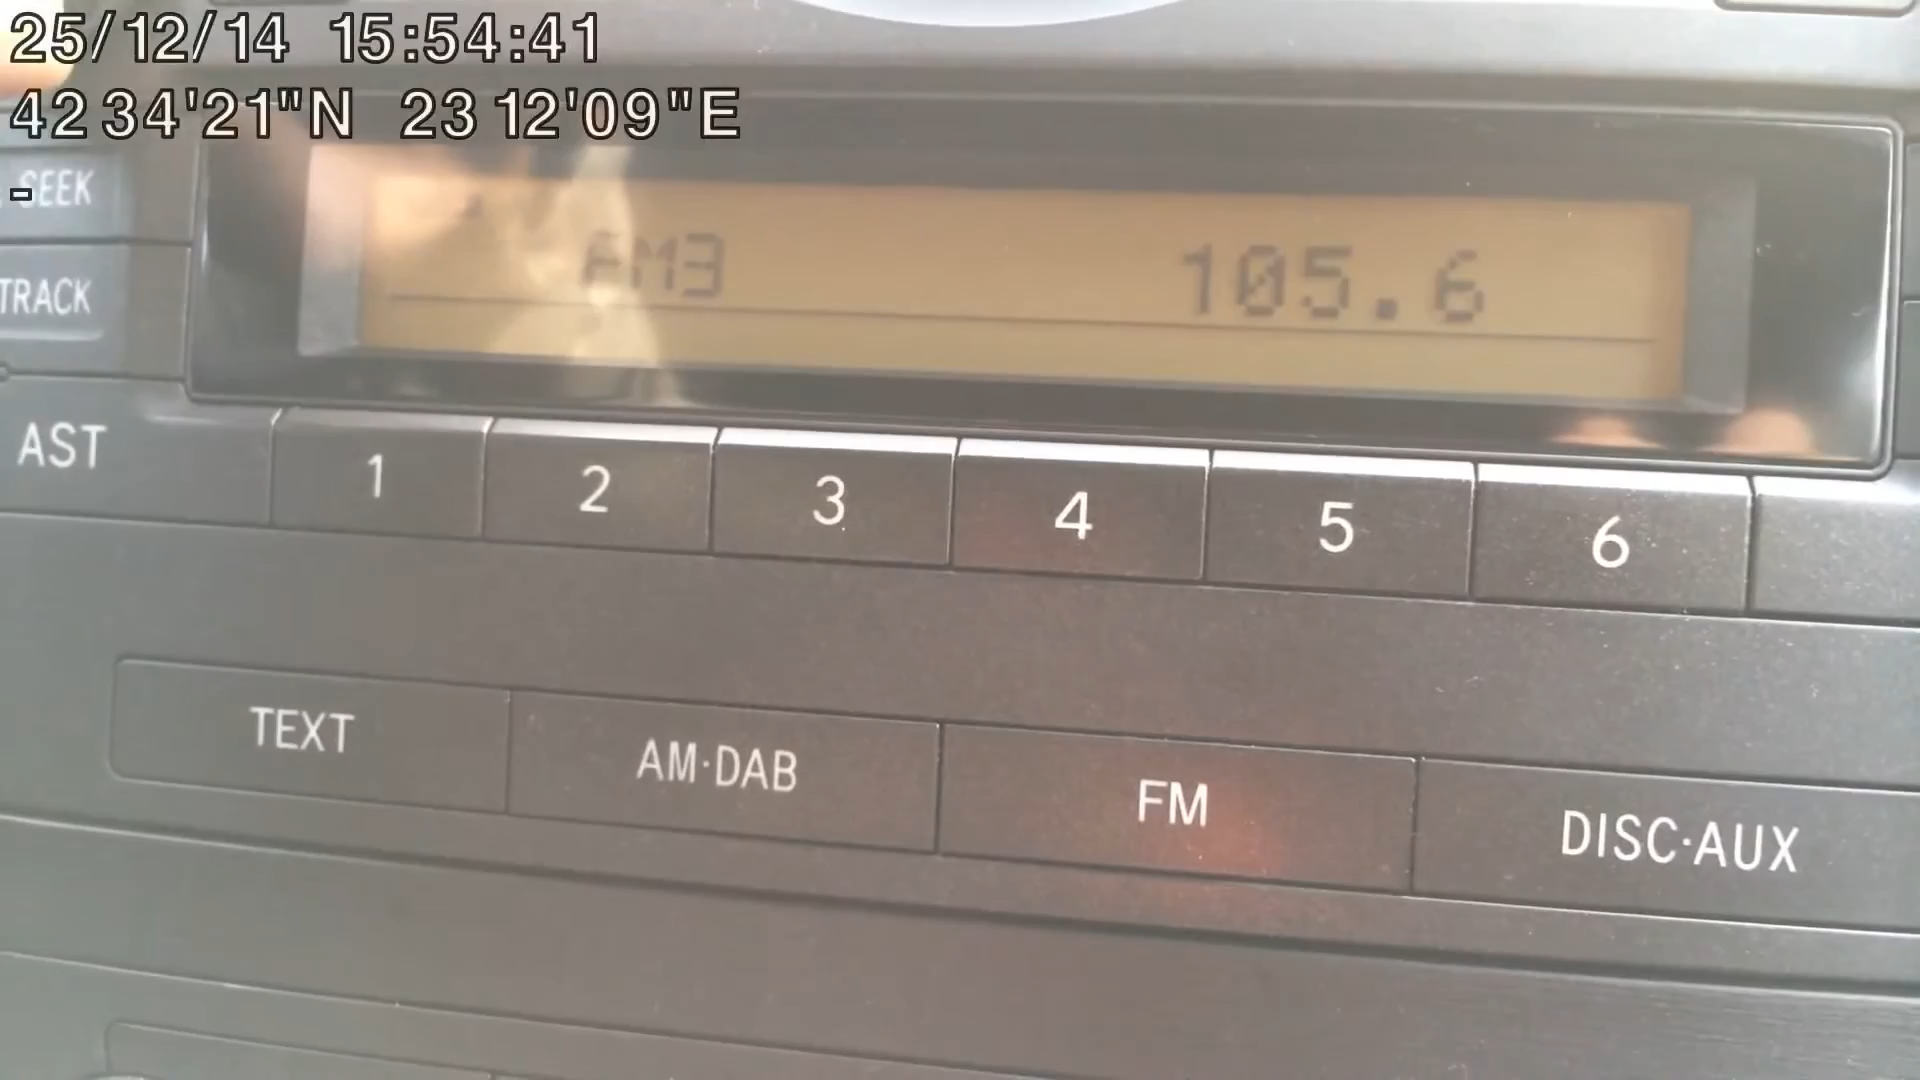 25/12/14 15:54:41
42 34'21"N 23 12'09"E
-
SEEK
FM3 105.6
TRACK
AST 1 2 3 4 5 6
TEXT AM·DAB FM DISC·AUX